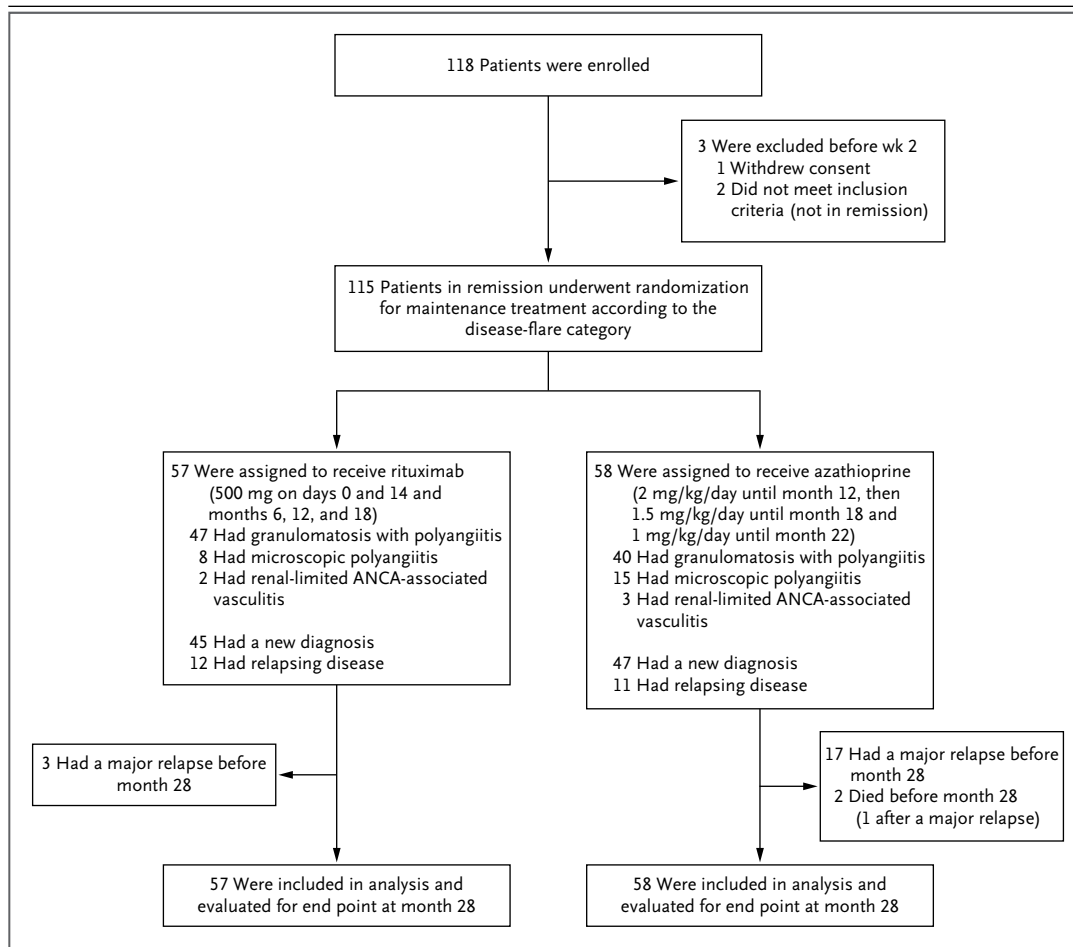 118 Patients were enrolled
3 Were excluded before wk 2
1 Withdrew consent
2 Did not meet inclusion
criteria (not in remission)
115 Patients in remission underwent randomization
for maintenance treatment according to the
disease-flare category
57 Were assigned to receive rituximab
(500 mg on days 0 and 14 and
months 6, 12, and 18)
47 Had granulomatosis with polyangiitis
8 Had microscopic polyangiitis
2 Had renal-limited ANCA-associated
vasculitis
45 Had a new diagnosis
12 Had relapsing disease
58 Were assigned to receive azathioprine
(2 mg/kg/day until month 12, then
1.5 mg/kg/day until month 18 and
1 mg/kg/day until month 22)
40 Had granulomatosis with polyangiitis
15 Had microscopic polyangiitis
3 Had renal-limited ANCA-associated
vasculitis
47 Had a new diagnosis
11 Had relapsing disease
3 Had a major relapse before
month 28
17 Had a major relapse before
month 28
2 Died before month 28
(1 after a major relapse)
57 Were included in analysis and
evaluated for end point at month 28
58 Were included in analysis and
evaluated for end point at month 28